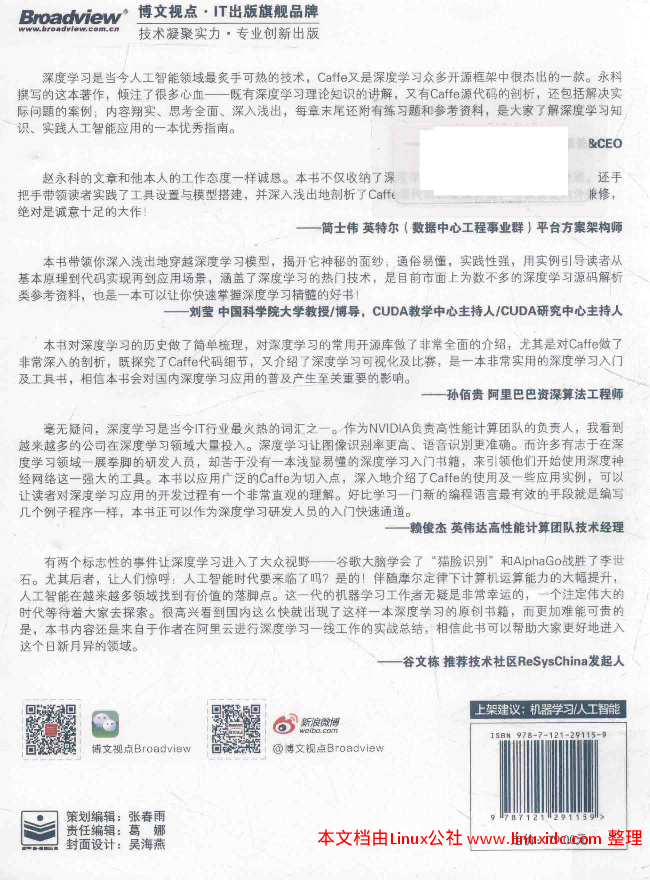 Broadview®
www.broadview.com.cn
博文视点·IT出版旗舰品牌
技术凝聚实力·专业创新出版
深度学习是当今人工智能领域最炙手可热的技术，Caffe又是深度学习众多开源框架中很杰出的一款。永科
撰写的这本著作，倾注了很多心血——既有深度学习理论知识的讲解，又有Caffe源代码的剖析，还包括解决实
际问题的案例；内容翔实、思考全面、深入浅出，每章末尾还附有练习题和参考资料，是大家了解深度学习知
识、实践人工智能应用的一本优秀指南。
&CEO
赵永科的文章和他本人的工作态度一样诚恳。本书不仅收纳了深度 ，还手
把手带领读者实践了工具设置与模型搭建，并深入浅出地剖析了Caffe 兼修，
绝对是诚意十足的大作！
——简士伟 英特尔（数据中心工程事业群）平台方案架构师
本书带领你深入浅出地穿越深度学习模型，揭开它神秘的面纱，通俗易懂，实践性强，用实例引导读者从
基本原理到代码实现再到应用场景，涵盖了深度学习的热门技术，是目前市面上为数不多的深度学习源码解析
类参考资料，也是一本可以让你快速掌握深度学习精髓的好书！
——刘莹 中国科学院大学教授/博导，CUDA教学中心主持人/CUDA研究中心主持人
本书对深度学习的历史做了简单梳理，对深度学习的常用开源库做了非常全面的介绍，尤其是对Caffe做了
非常深入的剖析，既探究了Caffe代码细节，又介绍了深度学习可视化及比赛，是一本非常实用的深度学习入门
及工具书，相信本书会对国内深度学习应用的普及产生至关重要的影响。
——孙佰贵 阿里巴巴资深算法工程师
毫无疑问，深度学习是当今IT行业最火热的词汇之一。作为NVIDIA负责高性能计算团队的负责人，我看到
越来越多的公司在深度学习领域大量投入。深度学习让图像识别率更高、语音识别更准确。而许多有志于在深
度学习领域一展拳脚的研发人员，却苦于没有一本浅显易懂的深度学习入门书籍，来引领他们开始使用深度神
经网络这一强大的工具。本书以应用广泛的Caffe为切入点，深入地介绍了Caffe的使用及一些应用实例，可以
让读者对深度学习应用的开发过程有一个非常直观的理解。好比学习一门新的编程语言最有效的手段就是编写
几个例子程序一样，本书正可以作为深度学习研发人员的入门快速通道。
——赖俊杰 英伟达高性能计算团队技术经理
有两个标志性的事件让深度学习进入了大众视野——谷歌大脑学会了“猫脸识别”和AlphaGo战胜了李世
石。尤其后者，让人们惊呼：人工智能时代要来临了吗？是的！伴随摩尔定律下计算机运算能力的大幅提升，
人工智能在越来越多领域找到有价值的落脚点。这一代的机器学习工作者无疑是非常幸运的，一个注定伟大的
时代等待着大家去探索。很高兴看到国内这么快就出现了这样一本深度学习的原创书籍，而更加难能可贵的
是，本书内容还是来自于作者在阿里云进行深度学习一线工作的实战总结，相信此书可以帮助大家更好地进入
这个日新月异的领域。
——谷文栋 推荐技术社区ReSysChina发起人
博文视点Broadview
新浪微博
weibo.com
@博文视点Broadview
上架建议：机器学习/人工智能
ISBN 978-7-121-29115-9
9 787121 291159 >
PHEI
策划编辑：张春雨
责任编辑：葛 娜
封面设计：吴海燕
本文档由Linux公社 www.linuxidc.com 整理